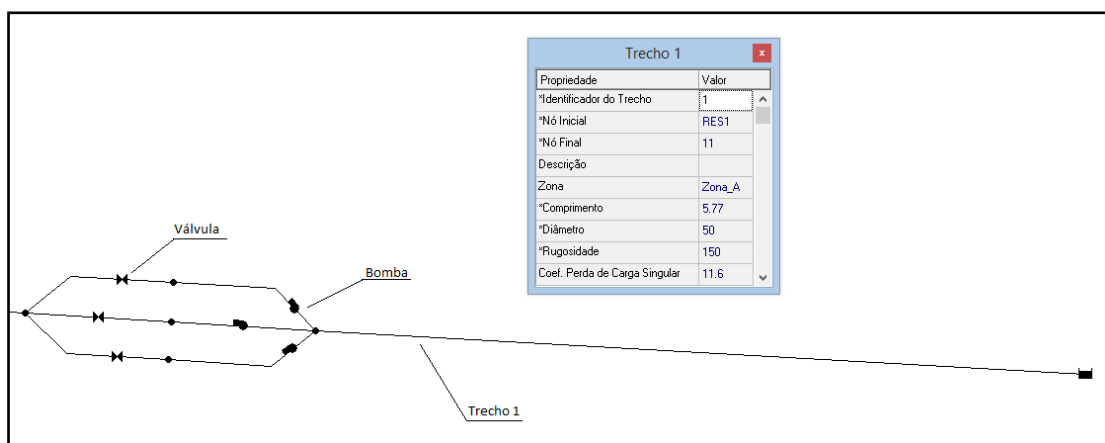 Trecho 1
x
Propriedade Valor
*Identificador do Trecho 1
*Nó Inicial RES1
*Nó Final 11
Descrição
Zona Zona_A
*Comprimento 5.77
*Diâmetro 50
*Rugosidade 150
Coef. Perda de Carga Singular 11.6
Válvula
Bomba
Trecho 1